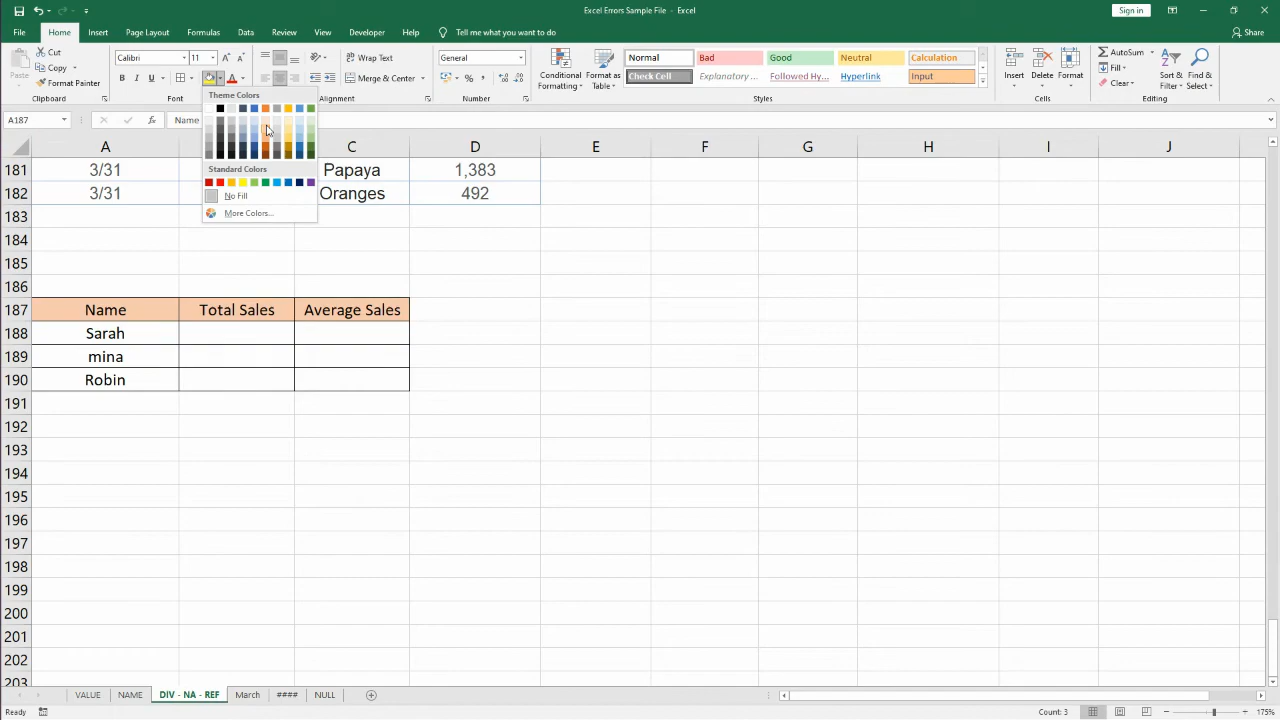 Excel Errors Sample File - Excel
Sign in
File Home Insert Page Layout Formulas Data Review View Developer Help Tell me what you want to do Share
Paste Cut Copy Format Painter Clipboard
Calibri 11 B I U Font
Wrap Text Merge & Center Alignment
General % Number
Conditional Formatting Format as Table
Normal Bad Good Neutral Calculation
Check Cell Explanatory ... Followed Hy... Hyperlink Input
Styles
Insert Delete Format Cells
AutoSum Fill Clear Sort & Filter Find & Select Editing
A187 fx Name
Theme Colors
Standard Colors
No Fill
More Colors...
A C D E F G H I J
181 3/31 Papaya 1,383
182 3/31 Oranges 492
183
184
185
186
187 Name Total Sales Average Sales
188 Sarah
189 mina
190 Robin
191
192
193
194
195
196
197
198
199
200
201
202
203
VALUE NAME DIV - NA - REF March #### NULL
Ready Count: 3 175%